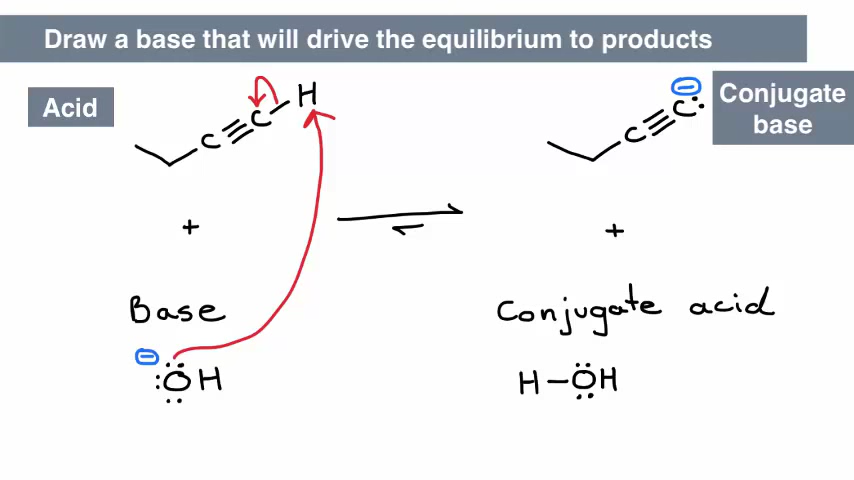 Draw a base that will drive the equilibrium to products
Acid
H
C≡C
+
Base
⊖
:ÖH
⊖
C≡C:
Conjugate
base
+
Conjugate acid
H–ÖH